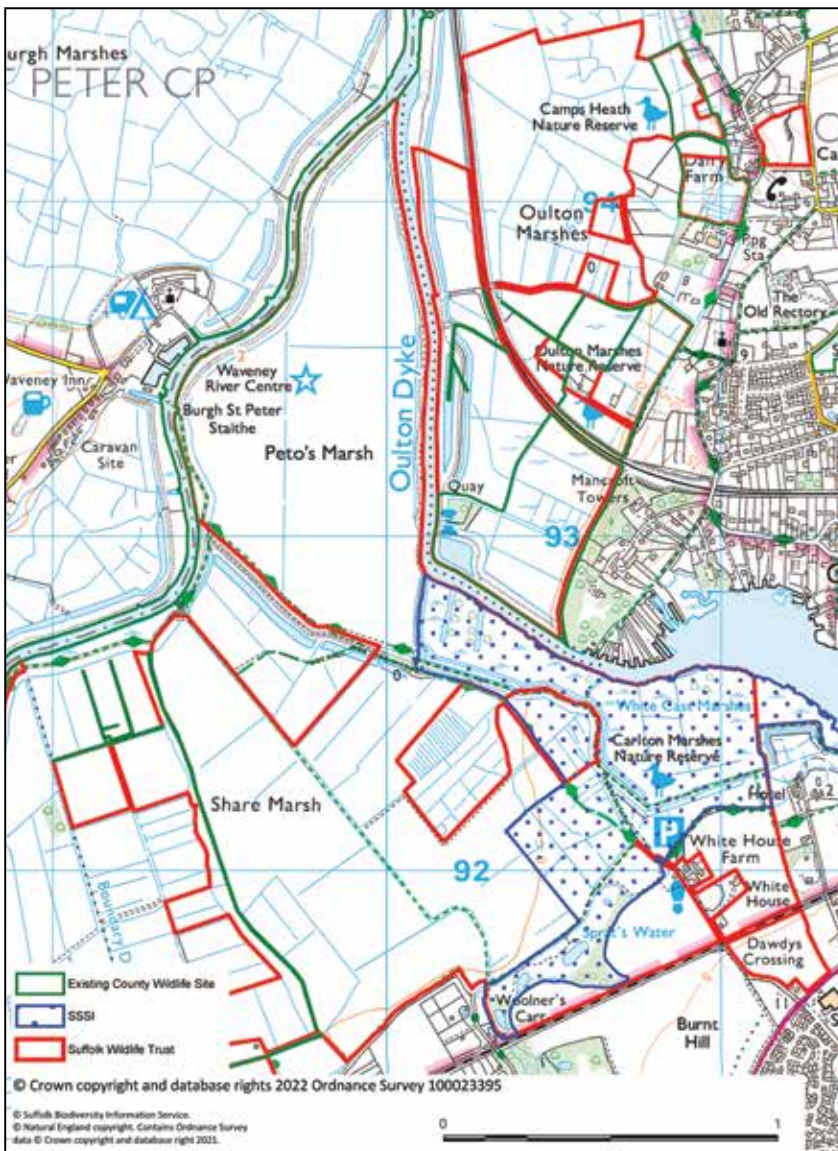 urgh Marshes
PETER CP
Camps Heath
Nature Reserve
Dairy
Farm
94
Oulton
Marshes
Ppg
Sta
The
Old Rectory
Oulton Marshes
Nature Reserve
9
2
Waveney
River Centre
Waveney Inn
Burgh St Peter
Staithe
Caravan
Site
Peto's Marsh
Oulton Dyke
Quay
Mancroft
Towers
93
White Cast Marshes
Carlton Marshes
Nature Reserve
Hotel
P
White House
Farm
White
House
Share Marsh
92
Boundary D
Sprat's Water
Dawdys
Crossing
Woolner's
Carr
Burnt
Hill
11
Existing County Wildlife Site
SSSI
Suffolk Wildlife Trust
© Crown copyright and database rights 2022 Ordnance Survey 100023395
© Suffolk Biodiversity Information Service.
© Natural England copyright. Contains Ordnance Survey
data © Crown copyright and database right 2021.
0
1